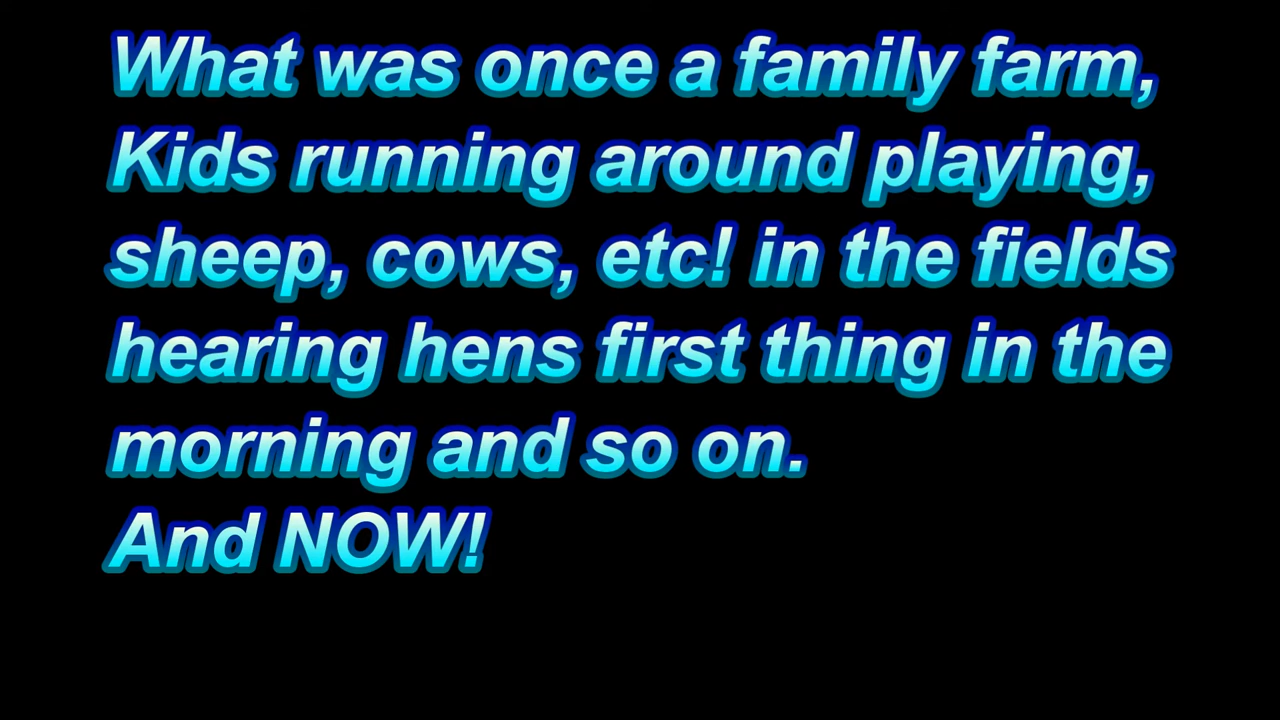 What was once a family farm,
Kids running around playing,
sheep, cows, etc! in the fields
hearing hens first thing in the
morning and so on.
And NOW!